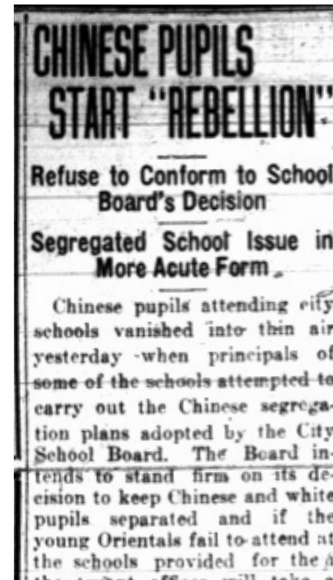 CHINESE PUPILS
START "REBELLION"
Refuse to Conform to School
Board's Decision
Segregated School Issue in
More Acute Form
Chinese pupils attending city
schools vanished into thin air
yesterday when principals of
some of the schools attempted to
carry out the Chinese segrega-
tion plans adopted by the City
School Board. The Board in-
tends to stand firm on its de-
cision to keep Chinese and white
pupils separated and if the
young Orientals fail to attend at
the schools provided for the